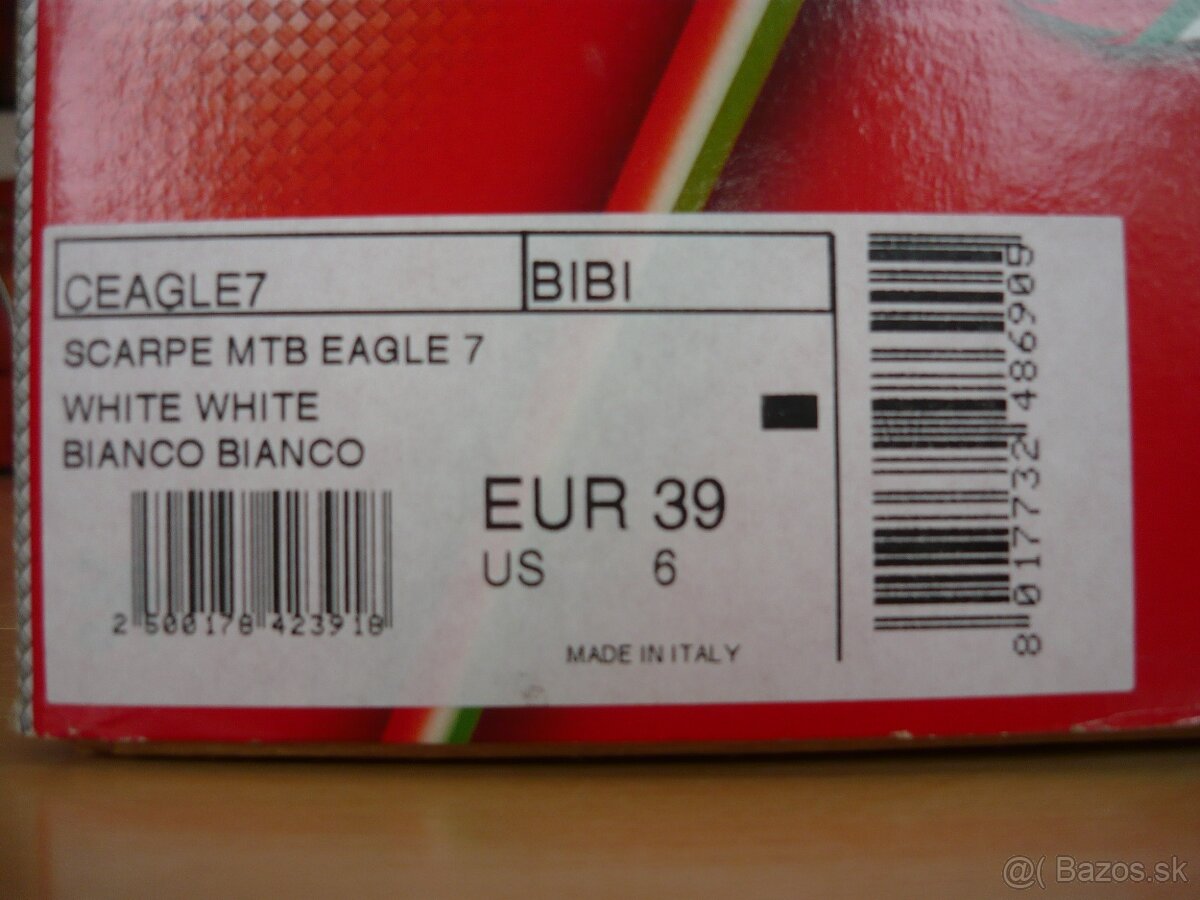 CEAGLE7
BIBI
SCARPE MTB EAGLE 7
WHITE WHITE
BIANCO BIANCO
EUR 39
US 6
2 500178 423918
MADE IN ITALY
8 017732 486909
@( Bazos.sk